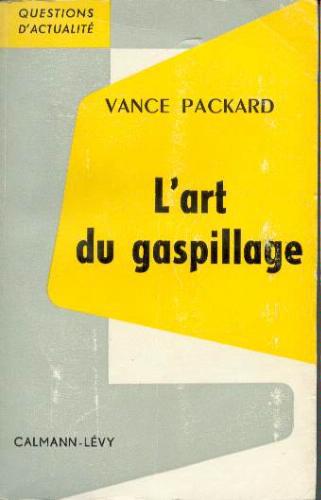 QUESTIONS
D'ACTUALITÉ
VANCE PACKARD
L'art
du gaspillage
CALMANN-LÉVY